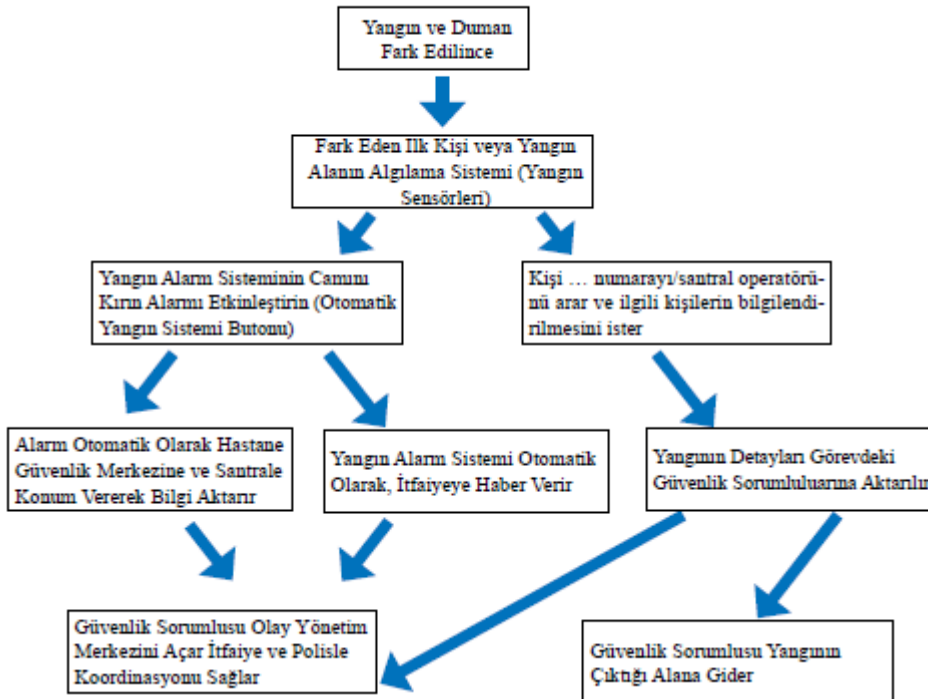 Yangın ve Duman
Fark Edilince
Fark Eden Ilk Kişi veya Yangın
Alanın Algılama Sistemi (Yangın
Sensörleri)
Yangın Alarm Sisteminin Camını
Kırın Alarmı Etkinleştirin (Otomatik
Yangın Sistemi Butonu)
Kişi ... numarayı/santral operatörü-
nü arar ve ilgili kişilerin bilgilendi-
rilmesini ister
Alarm Otomatik Olarak Hastane
Güvenlik Merkezine ve Santrale
Konum Vererek Bilgi Aktarır
Yangın Alarm Sistemi Otomatik
Olarak, İtfaiyeye Haber Verir
Yangının Detayları Görevdeki
Güvenlik Sorumluluarına Aktarılır
Güvenlik Sorumlusu Olay Yönetim
Merkezini Açar İtfaiye ve Polisle
Koordinasyonu Sağlar
Güvenlik Sorumlusu Yangının
Çıktığı Alana Gider